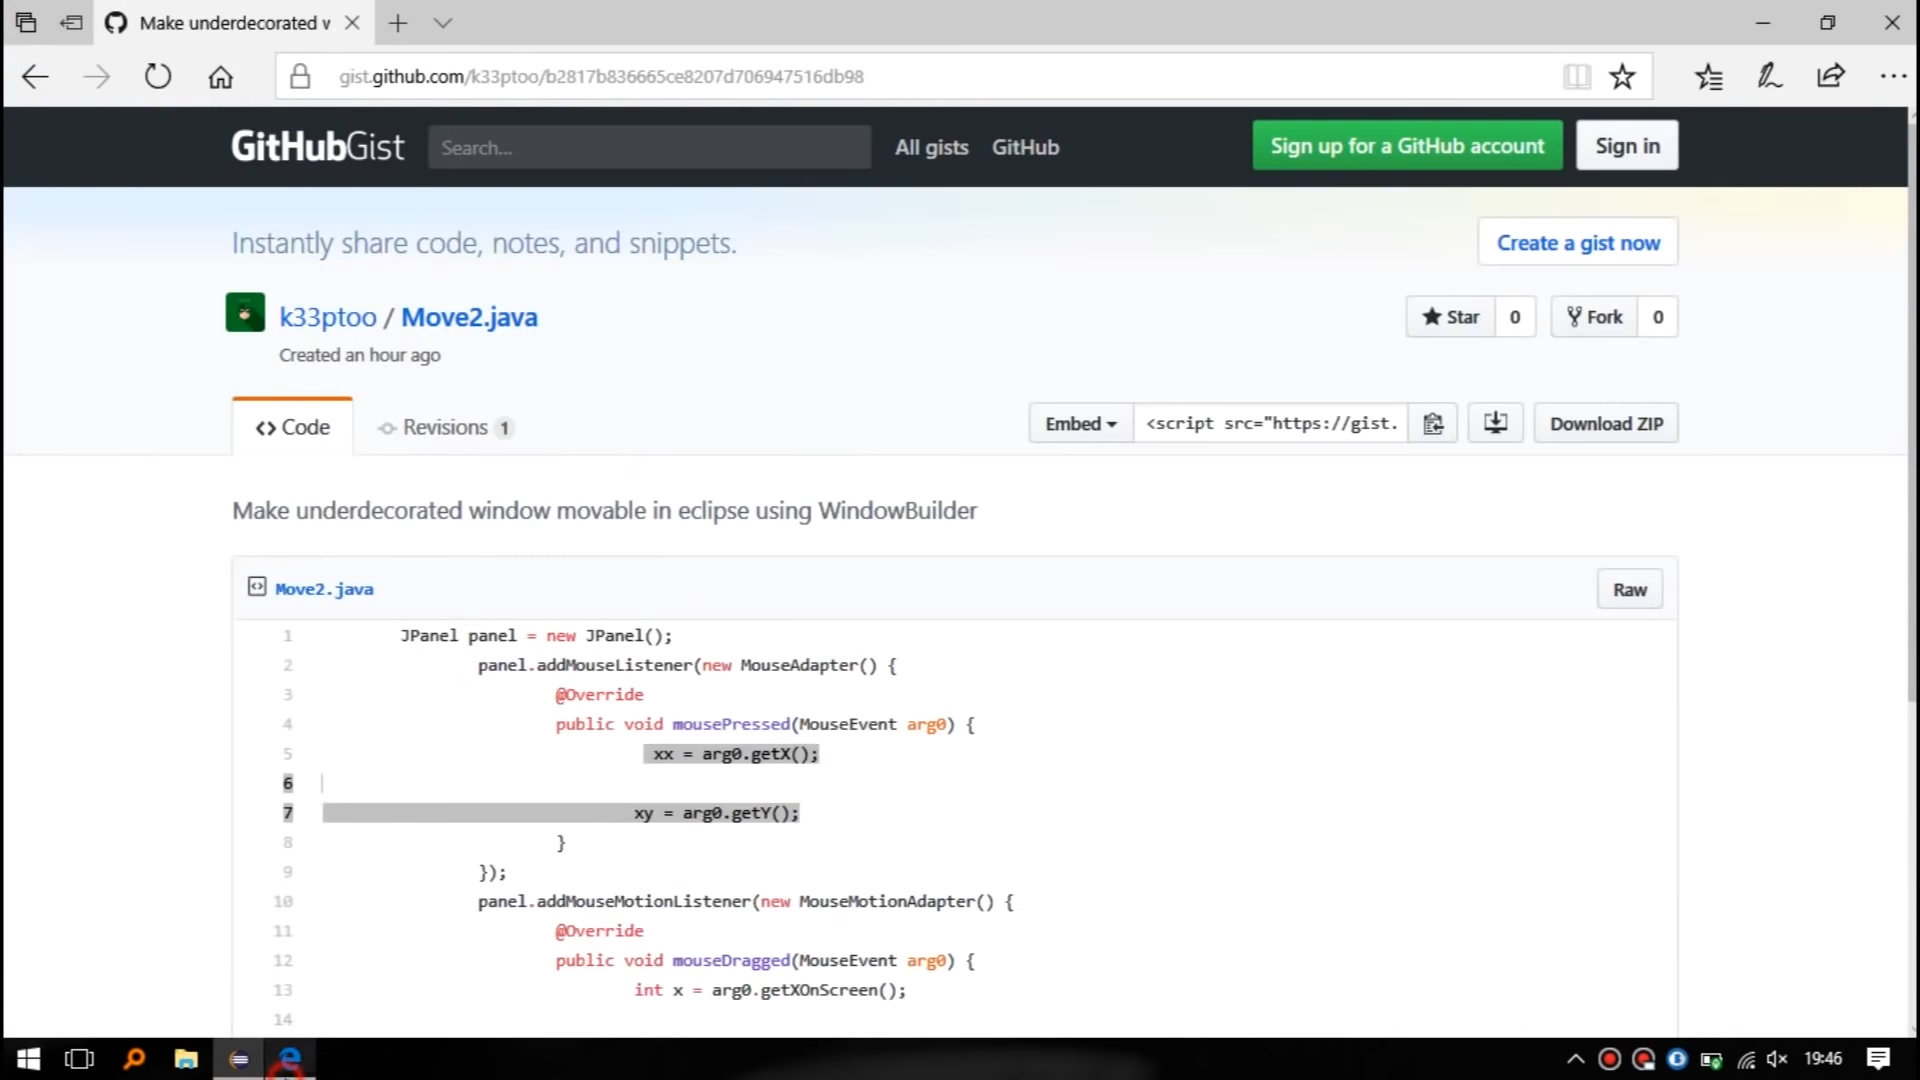 Make underdecorated v
gist.github.com/k33ptoo/b2817b836665ce8207d706947516db98
GitHubGist
Search...
All gists
GitHub
Sign up for a GitHub account
Sign in
Instantly share code, notes, and snippets.
Create a gist now
k33ptoo / Move2.java
Star 0
Fork 0
Created an hour ago
<> Code
Revisions 1
Embed
<script src="https://gist.
Download ZIP
Make underdecorated window movable in eclipse using WindowBuilder
Move2.java
Raw
1 JPanel panel = new JPanel();
2 panel.addMouseListener(new MouseAdapter() {
3 @Override
4 public void mousePressed(MouseEvent arg0) {
5 xx = arg0.getX();
6
7 xy = arg0.getY();
8 }
9 });
10 panel.addMouseMotionListener(new MouseMotionAdapter() {
11 @Override
12 public void mouseDragged(MouseEvent arg0) {
13 int x = arg0.getXOnScreen();
14
19:46